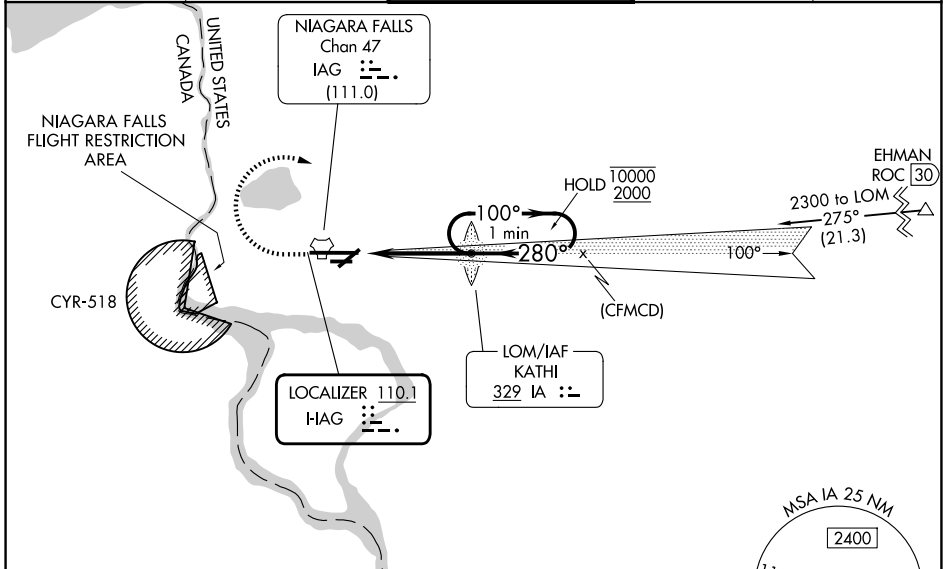 NIAGARA FALLS
Chan 47
IAG
(111.0)
UNITED STATES
CANADA
NIAGARA FALLS
FLIGHT RESTRICTION
AREA
EHMAN
ROC 30
HOLD 10000
2000
2300 to LOM
275°
(21.3)
100°
1 min
280°
x
100°
(CFMCD)
CYR-518
LOM/IAF
KATHI
329 IA
LOCALIZER 110.1
I-IAG
MSA IA 25 NM
2400